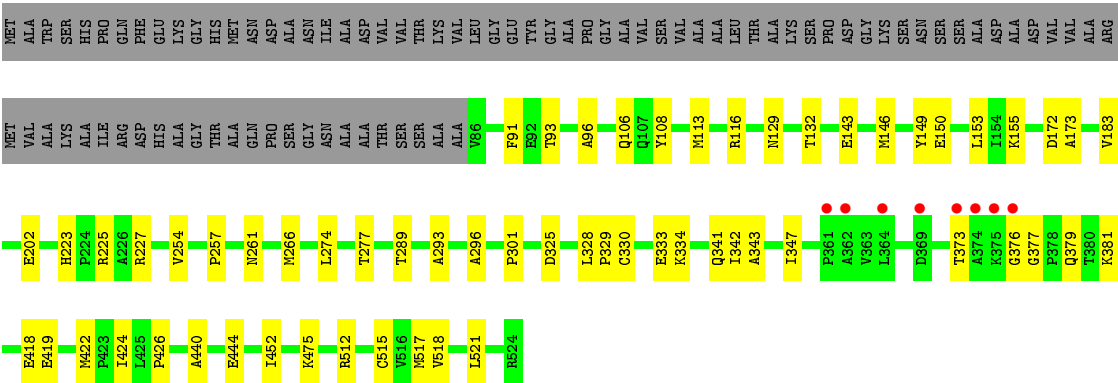 MET ALA TRP SER HIS PRO GLN PHE GLU LYS GLY HIS MET ASN ASP ALA ASN ILE ALA ASP VAL VAL THR LYS VAL LEU GLY GLU TYR GLY ALA PRO GLY ALA VAL SER VAL ALA ALA LEU THR ALA LYS SER PRO ASP GLY LYS SER ASN SER SER ALA ASP ALA ASP VAL VAL ALA ARG
MET VAL ALA LYS ALA ILE ARG ASP HIS ALA GLY THR ALA GLN PRO SER GLY ASN ALA ALA THR SER SER ALA ALA V86 F91 E92 T93 A96 Q106 Q107 Y108 M113 R116 N129 T132 E143 M146 Y149 E150 L153 I154 K155 D172 A173 V183
E202 H223 P224 R225 A226 R227 V254 P257 N261 M266 L274 T277 T289 A293 A296 P301 D325 L328 P329 C330 E333 K334 Q341 I342 A343 I347 P361 A362 V363 L364 D369 T373 A374 K375 G376 G377 P378 Q379 T380 K381
E418 E419 M422 P423 I424 L425 P426 A440 E444 I452 K475 R512 C515 V516 M517 V518 L521 R524